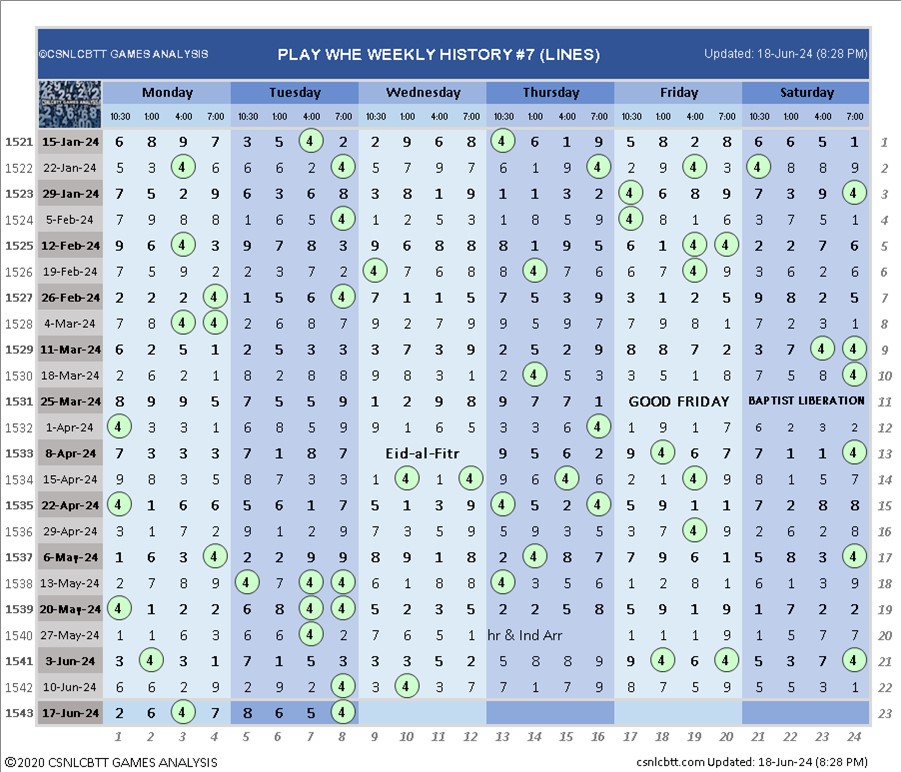 ©CSNLCBTT GAMES ANALYSIS PLAY WHE WEEKLY HISTORY #7 (LINES) Updated: 18-Jun-24 (8:28 PM)
Monday Tuesday Wednesday Thursday Friday Saturday
10:30 1:00 4:00 7:00 10:30 1:00 4:00 7:00 10:30 1:00 4:00 7:00 10:30 1:00 4:00 7:00 10:30 1:00 4:00 7:00 10:30 1:00 4:00 7:00
1521 15-Jan-24 6 8 9 7 3 5 4 2 2 9 6 8 4 6 1 9 5 8 2 8 6 6 5 1 1
1522 22-Jan-24 5 3 4 6 6 6 2 4 5 7 9 7 6 1 9 4 2 9 4 3 4 8 8 9 2
1523 29-Jan-24 7 5 2 9 6 3 6 8 3 8 1 9 1 1 3 2 4 6 8 9 7 3 9 4 3
1524 5-Feb-24 7 9 8 8 1 6 5 4 1 2 5 3 1 8 5 9 4 8 1 6 3 7 5 1 4
1525 12-Feb-24 9 6 4 3 9 7 8 3 9 6 8 8 8 1 9 5 6 1 4 4 2 2 7 6 5
1526 19-Feb-24 7 5 9 2 2 3 7 2 4 7 6 8 8 4 7 6 6 7 4 9 3 6 2 6 6
1527 26-Feb-24 2 2 2 4 1 5 6 4 7 1 1 5 7 5 3 9 3 1 2 5 9 8 2 5 7
1528 4-Mar-24 7 8 4 4 2 6 8 7 9 2 7 9 9 5 9 7 7 9 8 1 7 2 3 1 8
1529 11-Mar-24 6 2 5 1 2 5 3 3 3 7 3 9 2 5 2 9 8 8 7 2 3 7 4 4 9
1530 18-Mar-24 2 6 2 1 8 2 8 8 9 8 3 1 2 4 5 3 3 5 1 8 7 5 8 4 10
1531 25-Mar-24 8 9 9 5 7 5 5 9 1 2 9 8 9 7 7 1 GOOD FRIDAY BAPTIST LIBERATION 11
1532 1-Apr-24 4 3 3 1 6 8 5 9 9 1 6 5 3 3 6 4 1 9 1 7 6 2 3 2 12
1533 8-Apr-24 7 3 3 3 7 1 8 7 Eid-al-Fitr 9 5 6 2 9 4 6 7 7 1 1 4 13
1534 15-Apr-24 9 8 3 5 8 7 3 3 1 4 1 4 9 6 4 5 2 1 4 9 8 1 5 7 14
1535 22-Apr-24 4 1 6 6 5 6 1 7 5 1 3 9 4 5 2 4 5 9 1 1 7 2 8 8 15
1536 29-Apr-24 3 1 7 2 9 1 2 9 7 3 5 9 5 9 3 5 3 7 4 9 2 6 2 8 16
1537 6-May-24 1 6 3 4 2 2 9 9 8 9 1 8 2 4 8 7 7 9 6 1 5 8 3 4 17
1538 13-May-24 2 7 8 9 4 7 4 4 6 1 8 8 4 3 5 6 1 2 8 1 6 1 3 9 18
1539 20-May-24 4 1 2 2 6 8 4 4 5 2 3 5 2 2 5 8 5 9 1 9 1 7 2 2 19
1540 27-May-24 1 1 6 3 6 6 4 2 7 6 5 1 hr & Ind Arr 1 1 1 9 1 5 7 7 20
1541 3-Jun-24 3 4 3 1 7 1 5 3 3 3 5 2 5 8 8 9 9 4 6 4 5 3 7 4 21
1542 10-Jun-24 6 6 2 9 2 9 2 4 3 4 3 7 7 1 7 9 8 7 5 9 5 5 3 1 22
1543 17-Jun-24 2 6 4 7 8 6 5 4 23
1 2 3 4 5 6 7 8 9 10 11 12 13 14 15 16 17 18 19 20 21 22 23 24
©2020 CSNLCBTT GAMES ANALYSIS csnlcbtt.com Updated: 18-Jun-24 (8:28 PM)